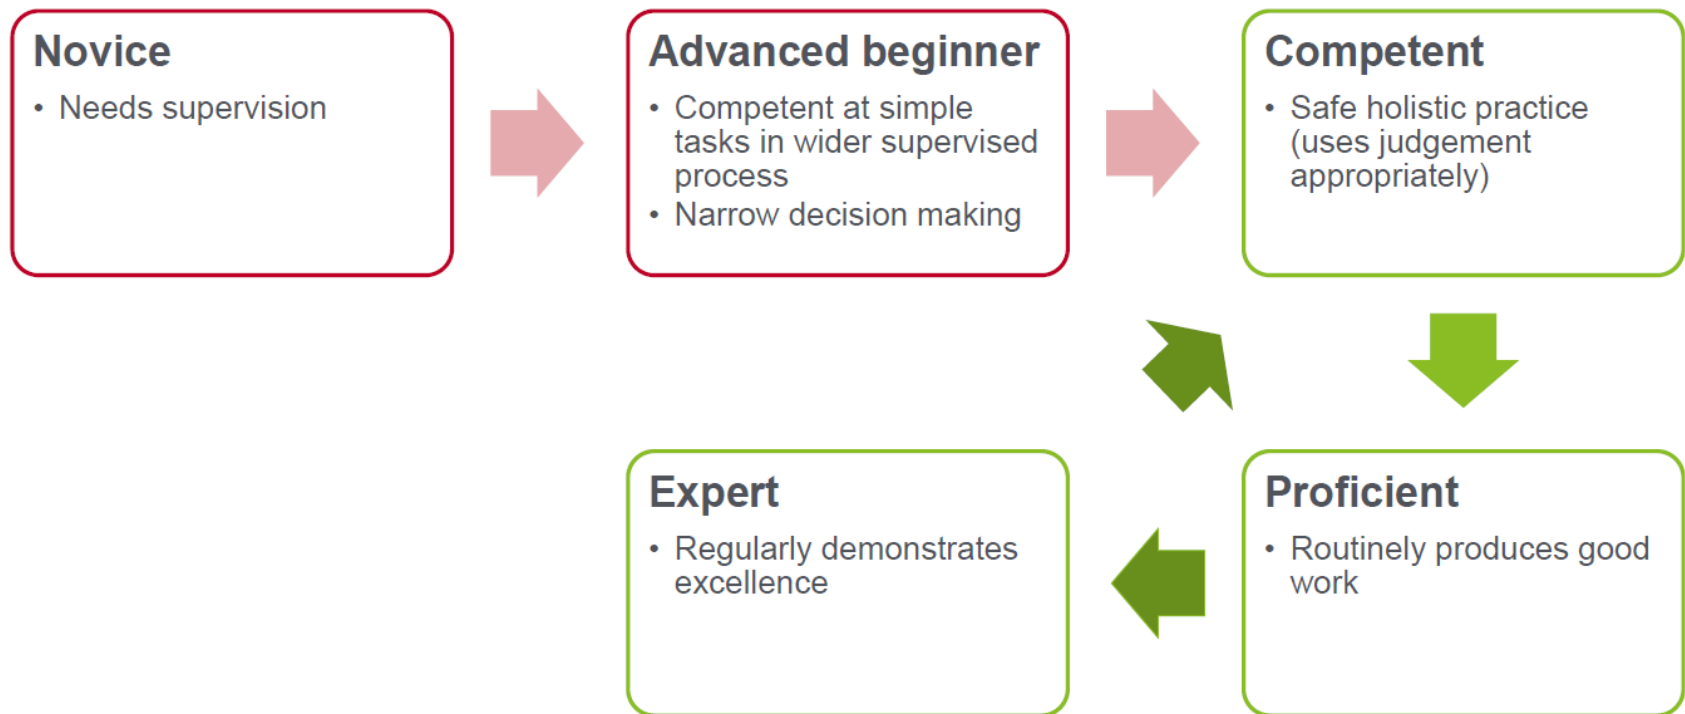 Novice
• Needs supervision
Advanced beginner
• Competent at simple
tasks in wider supervised
process
• Narrow decision making
Competent
• Safe holistic practice
(uses judgement
appropriately)
Expert
• Regularly demonstrates
excellence
Proficient
• Routinely produces good
work